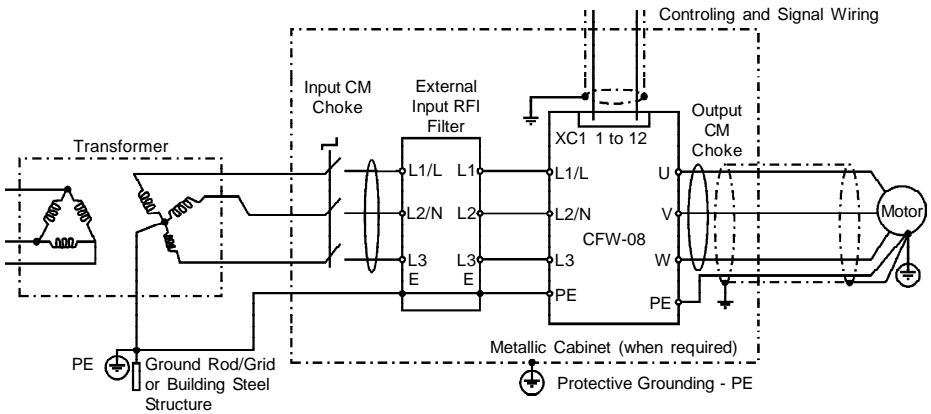 Controling and Signal Wiring
Input CM
Choke
External
Input RFI
Filter
Output
CM
Choke
Transformer
XC1 1 to 12
L1/L L1
L1/L
U
L2/N L2
L2/N
V
Motor
CFW-08
L3 L3
L3
W
E E
PE
PE
Metallic Cabinet (when required)
PE
Ground Rod/Grid
or Building Steel
Structure
Protective Grounding - PE